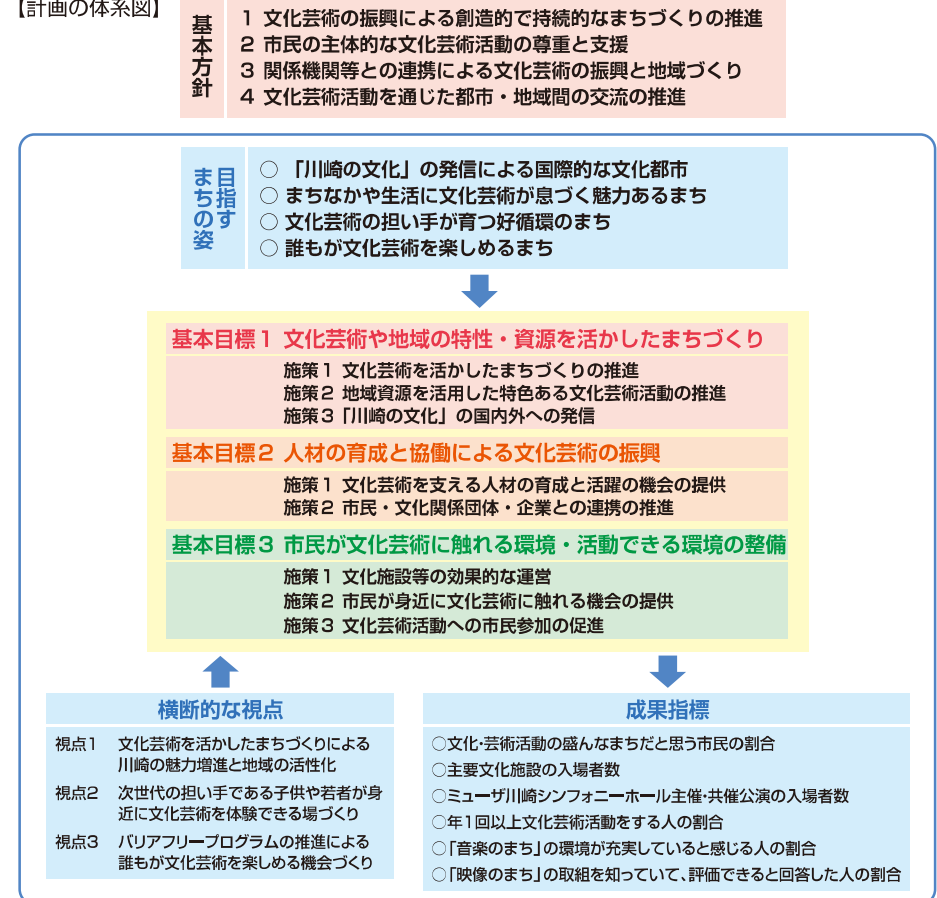 【計画の体系図】
基本方針
1 文化芸術の振興による創造的で持続的なまちづくりの推進
2 市民の主体的な文化芸術活動の尊重と支援
3 関係機関等との連携による文化芸術の振興と地域づくり
4 文化芸術活動を通じた都市・地域間の交流の推進
目指す
まちの姿
○ 「川崎の文化」の発信による国際的な文化都市
○ まちなかや生活に文化芸術が息づく魅力あるまち
○ 文化芸術の担い手が育つ好循環のまち
○ 誰もが文化芸術を楽しめるまち
基本目標1 文化芸術や地域の特性・資源を活かしたまちづくり
施策1 文化芸術を活かしたまちづくりの推進
施策2 地域資源を活用した特色ある文化芸術活動の推進
施策3「川崎の文化」の国内外への発信
基本目標2 人材の育成と協働による文化芸術の振興
施策1 文化芸術を支える人材の育成と活躍の機会の提供
施策2 市民・文化関係団体・企業との連携の推進
基本目標3 市民が文化芸術に触れる環境・活動できる環境の整備
施策1 文化施設等の効果的な運営
施策2 市民が身近に文化芸術に触れる機会の提供
施策3 文化芸術活動への市民参加の促進
横断的な視点
視点1 文化芸術を活かしたまちづくりによる
川崎の魅力増進と地域の活性化
視点2 次世代の担い手である子供や若者が身
近に文化芸術を体験できる場づくり
視点3 バリアフリープログラムの推進による
誰もが文化芸術を楽しめる機会づくり
成果指標
○文化・芸術活動の盛んなまちだと思う市民の割合
○主要文化施設の入場者数
○ミューザ川崎シンフォニーホール主催・共催公演の入場者数
○年1回以上文化芸術活動をする人の割合
○「音楽のまち」の環境が充実していると感じる人の割合
○「映像のまち」の取組を知っていて、評価できると回答した人の割合